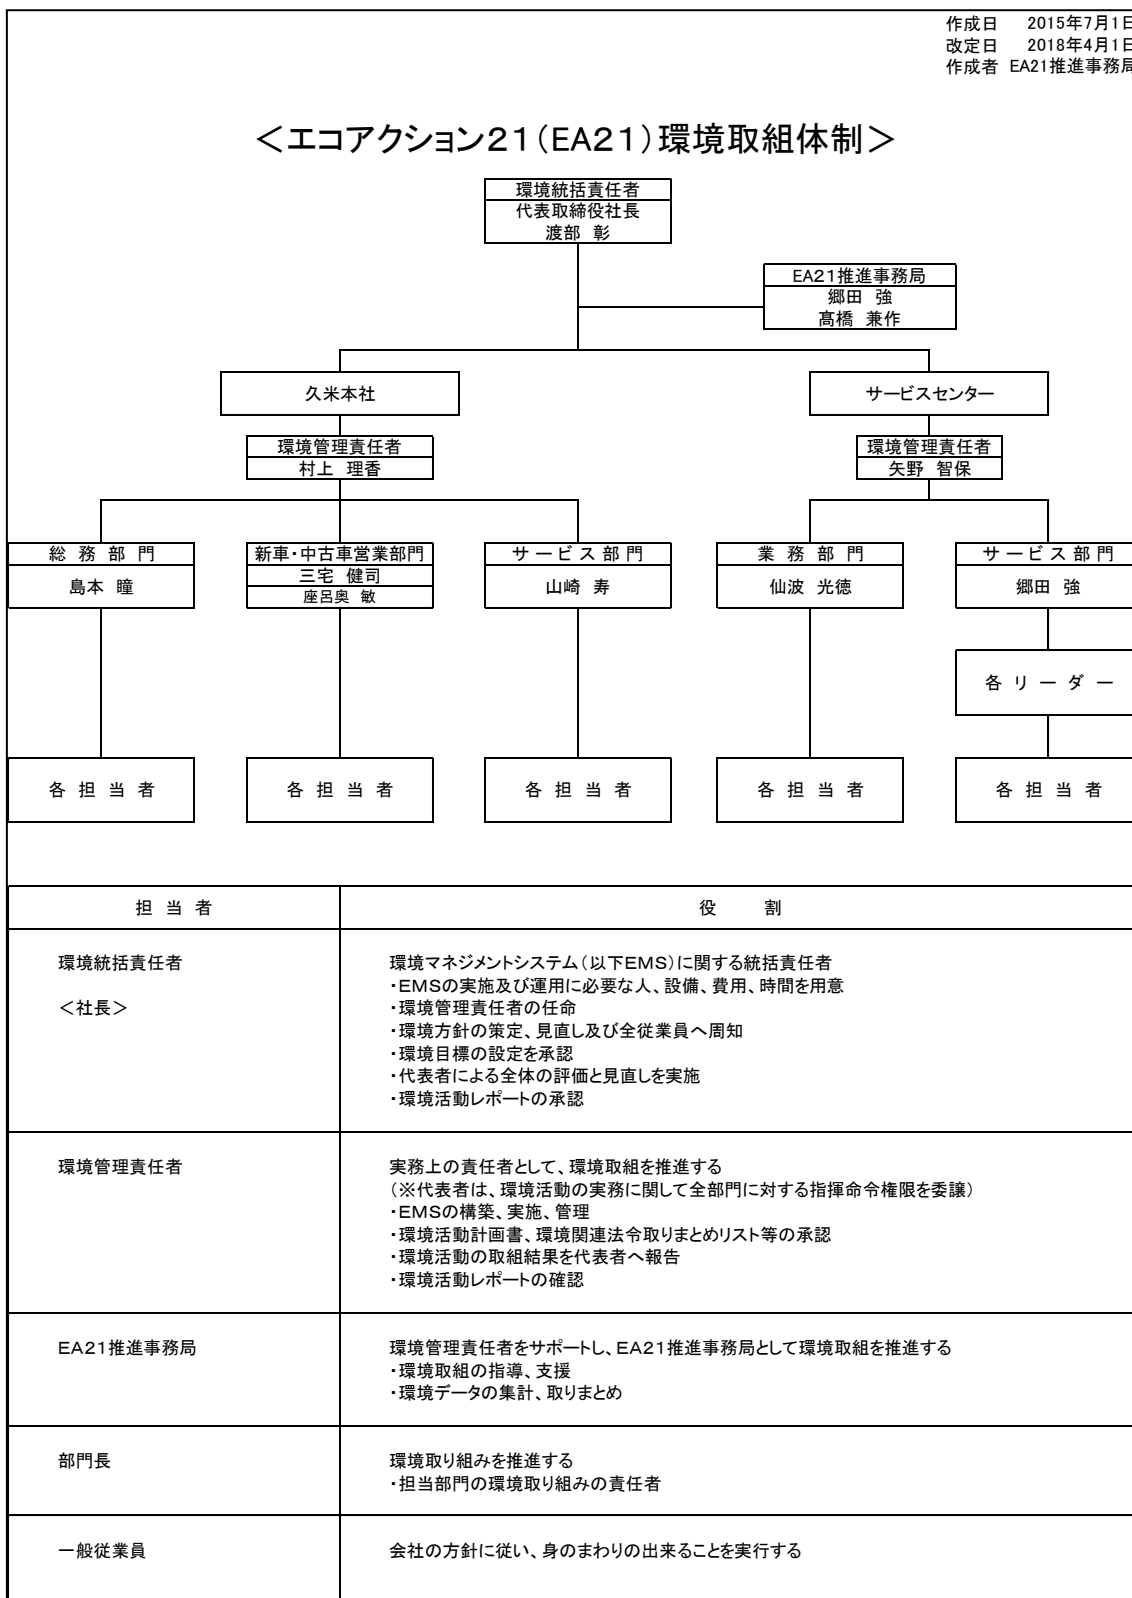 作成日 2015年7月1日
改定日 2018年4月1日
作成者 EA21推進事務局
＜エコアクション２１（EA２１）環境取組体制＞
環境統括責任者
代表取締役社長
渡部 彰
EA21推進事務局
郷田 強
髙橋 兼作
久米本社
サービスセンター
環境管理責任者
村上 理香
環境管理責任者
矢野 智保
総 務 部 門
島本 瞳
新車・中古車営業部門
三宅 健司
座呂奥 敏
サ ー ビ ス 部 門
山崎 寿
業 務 部 門
仙波 光徳
サ ー ビ ス 部 門
郷田 強
各 リ ー ダ ー
各 担 当 者
各 担 当 者
各 担 当 者
各 担 当 者
各 担 当 者
担 当 者
役 割
環境統括責任者
＜社長＞
環境マネジメントシステム（以下ＥＭＳ）に関する統括責任者
・ＥＭＳの実施及び運用に必要な人、設備、費用、時間を用意
・環境管理責任者の任命
・環境方針の策定、見直し及び全従業員へ周知
・環境目標の設定を承認
・代表者による全体の評価と見直しを実施
・環境活動レポートの承認
環境管理責任者
実務上の責任者として、環境取組を推進する
（※代表者は、環境活動の実務に関して全部門に対する指揮命令権限を委譲）
・ＥＭＳの構築、実施、管理
・環境活動計画書、環境関連法令取りまとめリスト等の承認
・環境活動の取組結果を代表者へ報告
・環境活動レポートの確認
EA２１推進事務局
環境管理責任者をサポートし、EA２１推進事務局として環境取組を推進する
・環境取組の指導、支援
・環境データの集計、取りまとめ
部門長
環境取り組みを推進する
・担当部門の環境取り組みの責任者
一般従業員
会社の方針に従い、身のまわりの出来ることを実行する